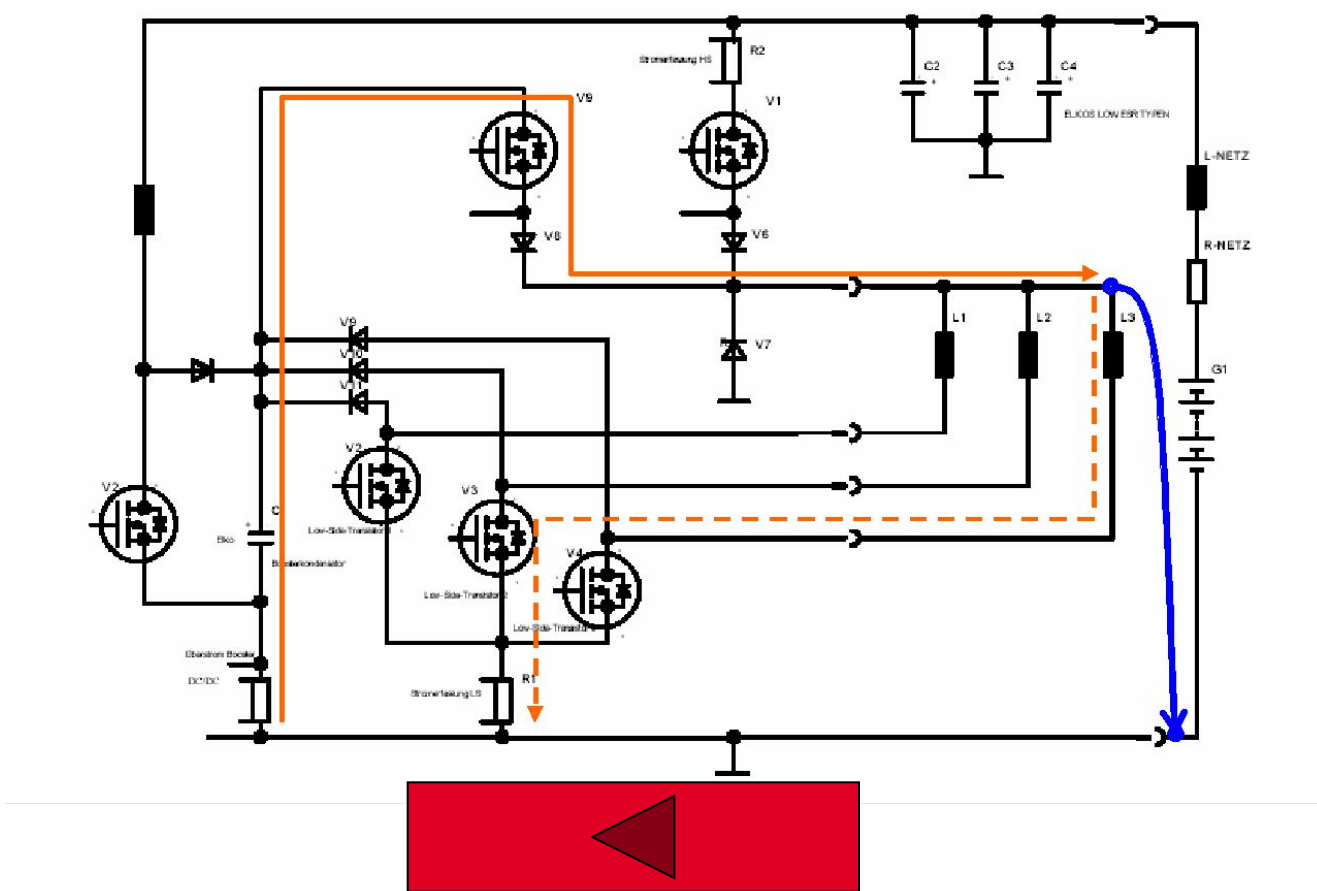 R2
Stromerfassung HS
C2
C3
C4
V9
V1
ELKOS LOW ESR TYPEN
L-NETZ
V8
V6
R-NETZ
V9
V10
V11
L1
L2
L3
V7
G1
V2
V2
V3
C
Elko
Low-Side-Transistor
V4
Boosterkondensator
Low-Side-Transistor
Low-Side-Transistor
Überstrom Booster
DC/DC
R1
Stromerfassung LS